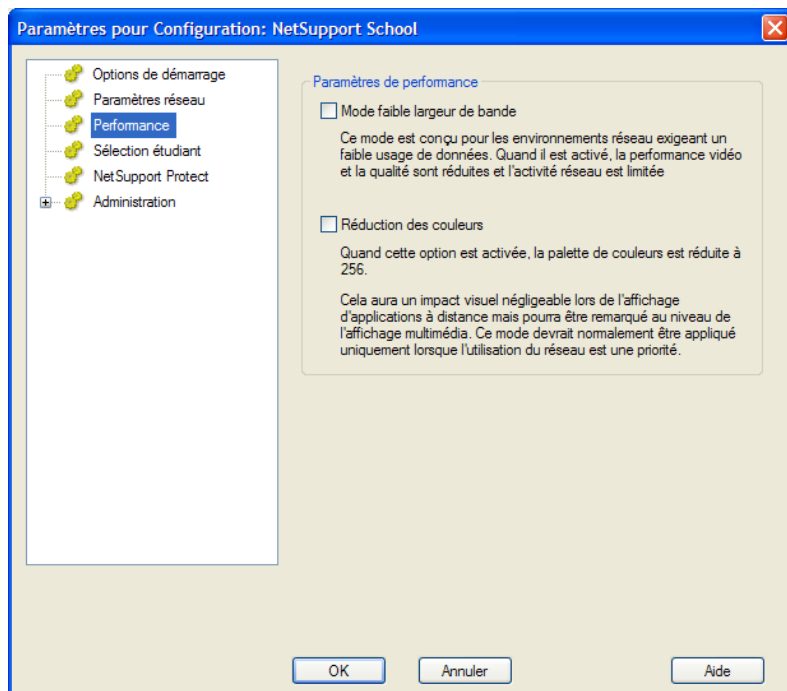 Paramètres pour Configuration: NetSupport School
Options de démarrage
Paramètres réseau
Performance
Sélection étudiant
NetSupport Protect
Administration
Paramètres de performance
Mode faible largeur de bande
Ce mode est conçu pour les environnements réseau exigeant un
faible usage de données. Quand il est activé, la performance vidéo
et la qualité sont réduites et l'activité réseau est limitée
Réduction des couleurs
Quand cette option est activée, la palette de couleurs est réduite à
256.
Cela aura un impact visuel négligeable lors de l'affichage
d'applications à distance mais pourra être remarqué au niveau de
l'affichage multimédia. Ce mode devrait normalement être appliqué
uniquement lorsque l'utilisation du réseau est une priorité.
OK
Annuler
Aide